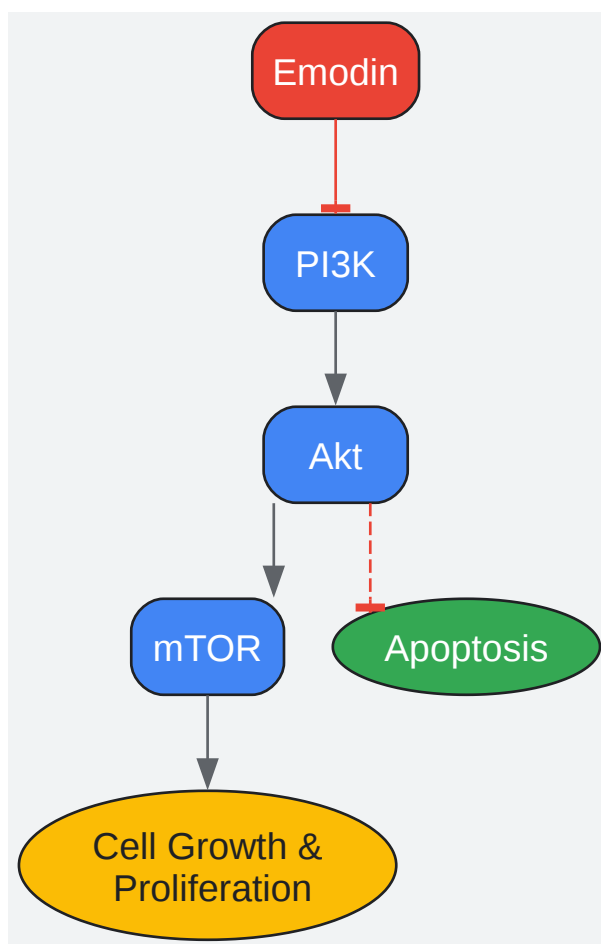 Emodin
PI3K
Akt
mTOR
Apoptosis
Cell Growth &
Proliferation